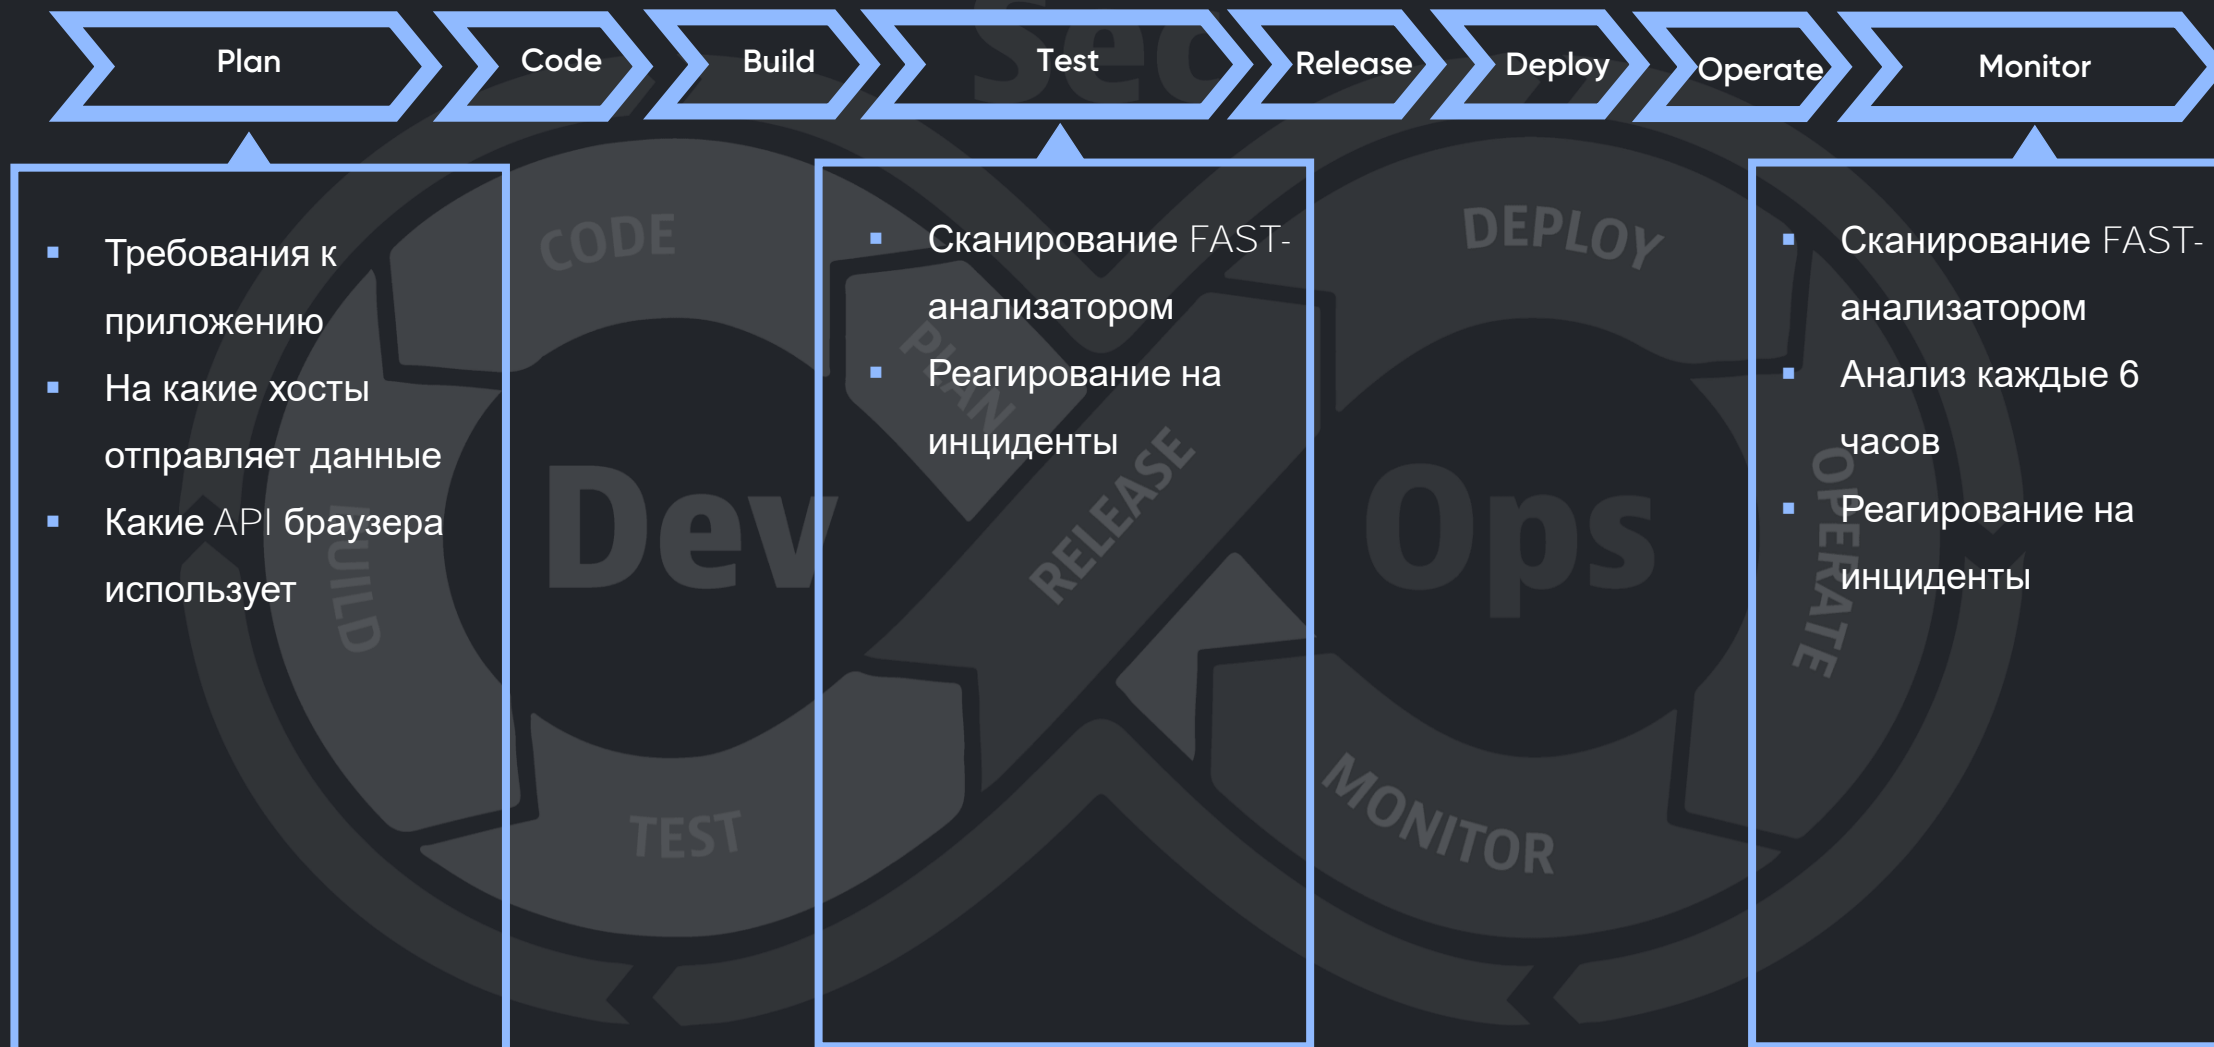 Sec
Plan
Code
Build
Test
Release
Deploy
Operate
Monitor
▪ Требования к
приложению
▪ На какие хосты
отправляет данные
▪ Какие API браузера
использует
▪ Сканирование FAST-
анализатором
▪ Реагирование на
инциденты
▪ Сканирование FAST-
анализатором
▪ Анализ каждые 6
часов
▪ Реагирование на
инциденты
CODE
PLAN
BUILD
Dev
TEST
RELEASE
DEPLOY
Ops
OPERATE
MONITOR